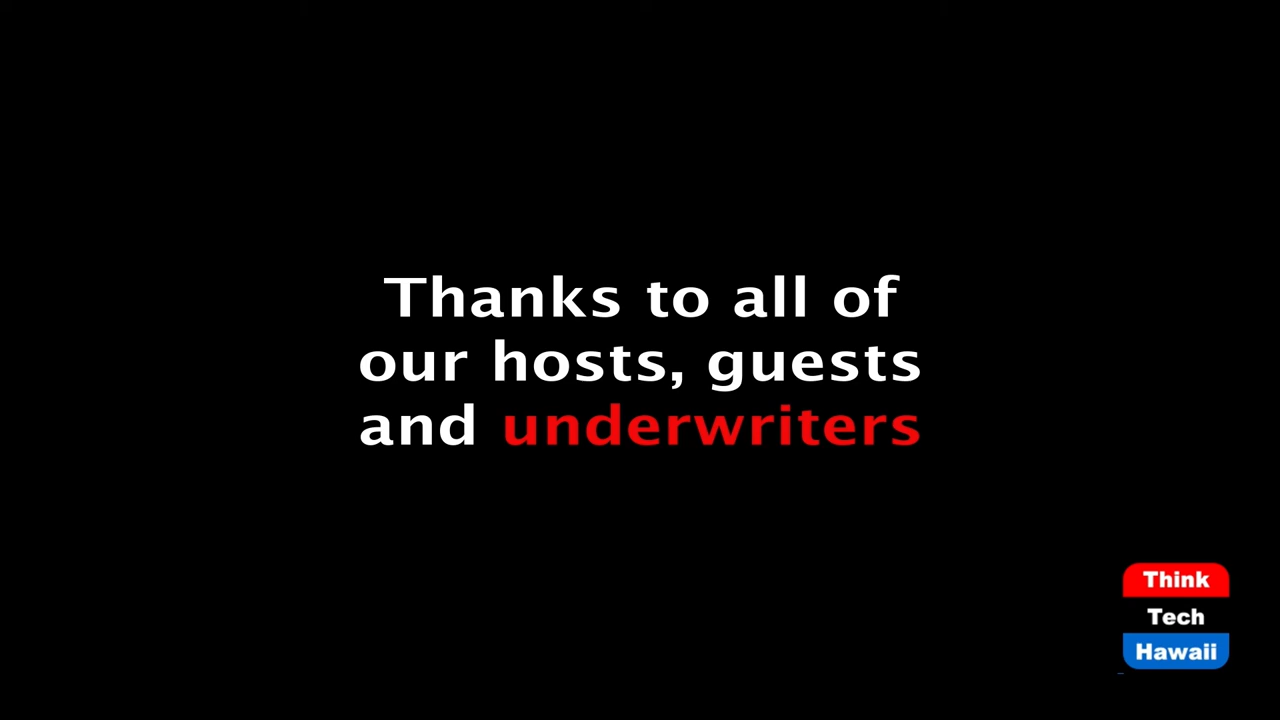 Thanks to all of
our hosts, guests
and underwriters
Think
Tech
Hawaii